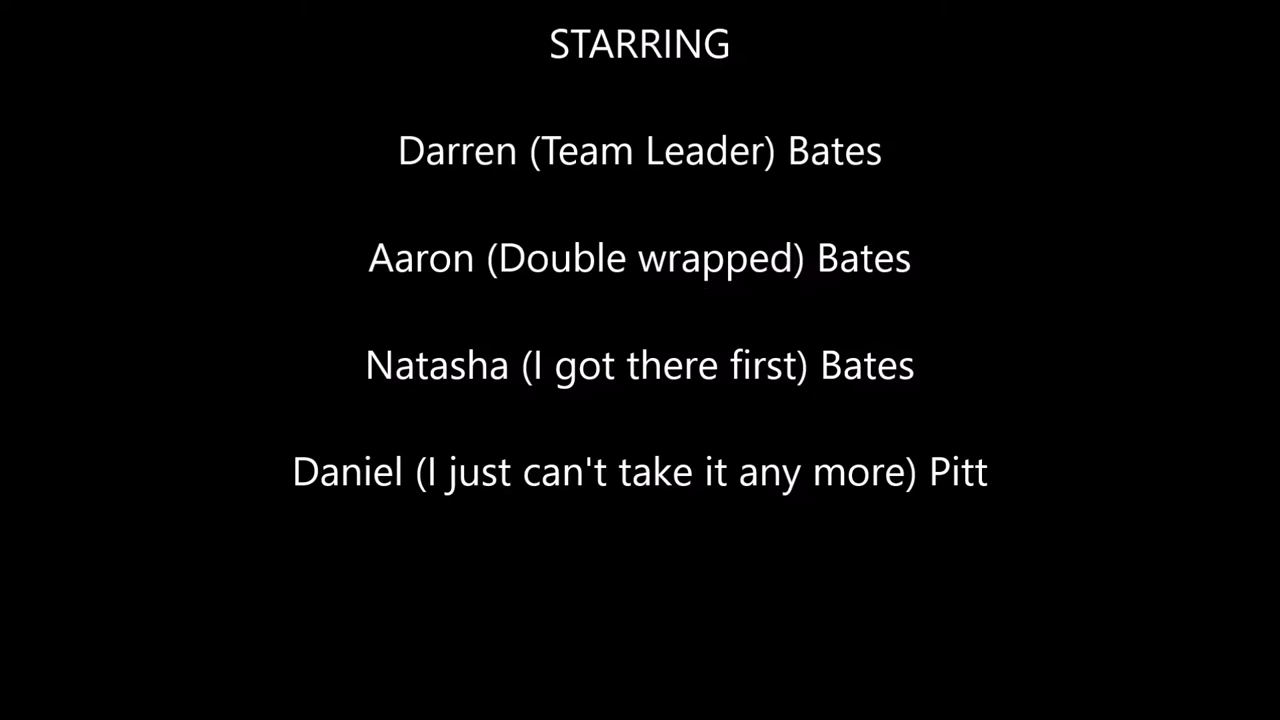 STARRING
Darren (Team Leader) Bates
Aaron (Double wrapped) Bates
Natasha (I got there first) Bates
Daniel (I just can't take it any more) Pitt